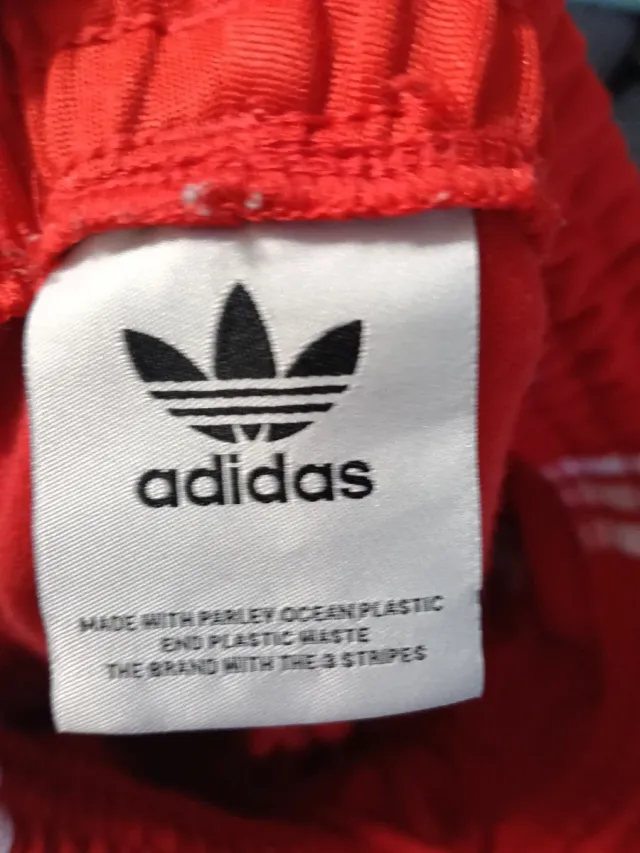 adidas
MADE WITH PARLEY OCEAN PLASTIC
END PLASTIC WASTE
THE BRAND WITH THE 3 STRIPES